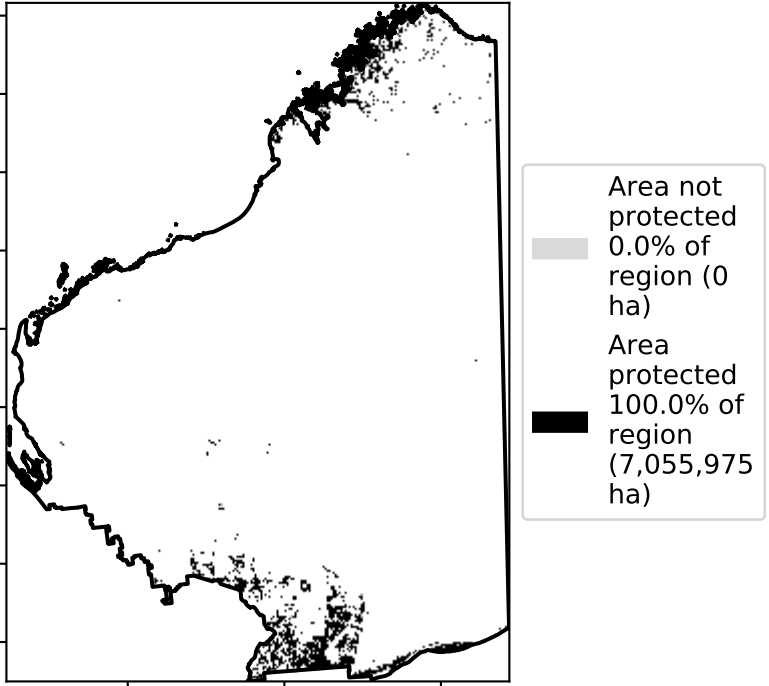 Area not
protected
0.0% of
region (0
ha)
Area
protected
100.0% of
region
(7,055,975
ha)